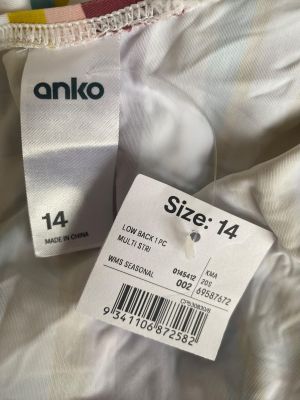 anko
14
MADE IN CHINA
Size: 14
LOW BACK 1 PC
MULTI STRI
WMS SEASONAL
0145412
002
KMA
20S
69587672
9 341106 872582